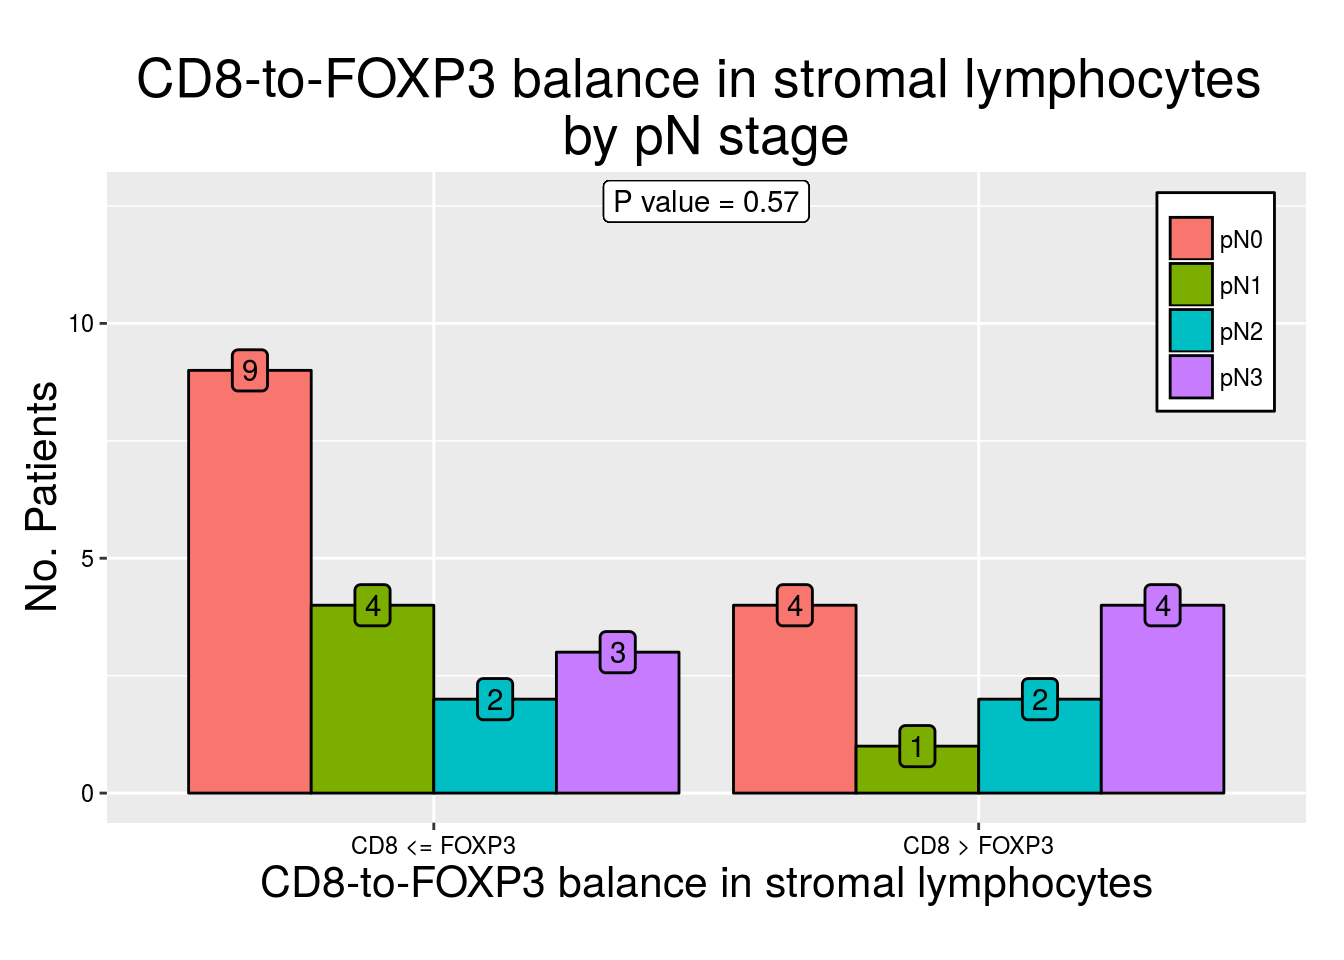 CD8-to-FOXP3 balance in stromal lymphocytes
by pN stage
P value = 0.57
pN0
pN1
pN2
pN3
No. Patients
10
5
0
9
4
2
3
4
1
2
4
CD8 <= FOXP3
CD8 > FOXP3
CD8-to-FOXP3 balance in stromal lymphocytes